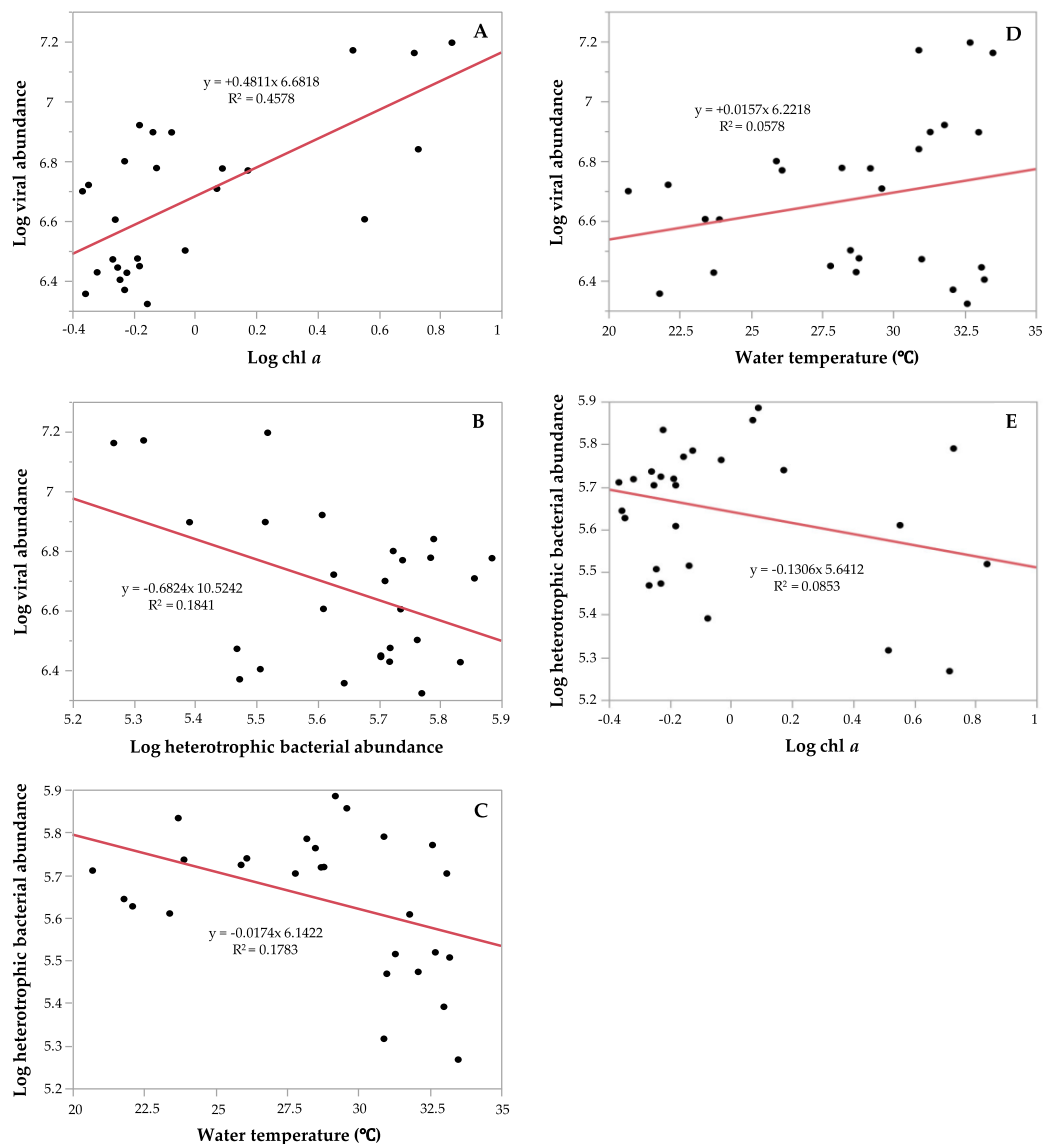 A
Log viral abundance
7.2
7
6.8
6.6
6.4
y = +0.4811x 6.6818
R² = 0.4578
-0.4 -0.2 0 0.2 0.4 0.6 0.8 1
Log chl a
D
Log viral abundance
7.2
7
6.8
6.6
6.4
y = +0.0157x 6.2218
R² = 0.0578
20 22.5 25 27.5 30 32.5 35
Water temperature (℃)
B
Log viral abundance
7.2
7
6.8
6.6
6.4
y = -0.6824x 10.5242
R² = 0.1841
5.2 5.3 5.4 5.5 5.6 5.7 5.8 5.9
Log heterotrophic bacterial abundance
E
Log heterotrophic bacterial abundance
5.9
5.8
5.7
5.6
5.5
5.4
5.3
5.2
y = -0.1306x 5.6412
R² = 0.0853
-0.4 -0.2 0 0.2 0.4 0.6 0.8 1
Log chl a
C
Log heterotrophic bacterial abundance
5.9
5.8
5.7
5.6
5.5
5.4
5.3
5.2
y = -0.0174x 6.1422
R² = 0.1783
20 22.5 25 27.5 30 32.5 35
Water temperature (℃)